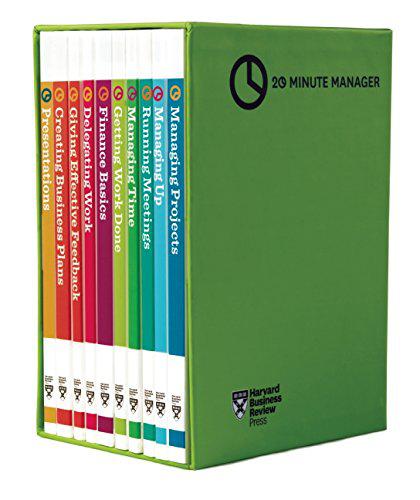 20 MINUTE MANAGER
Presentations
Creating Business Plans
Giving Effective Feedback
Delegating Work
Finance Basics
Getting Work Done
Managing Time
Running Meetings
Managing Up
Managing Projects
Harvard
Business
Review
Press